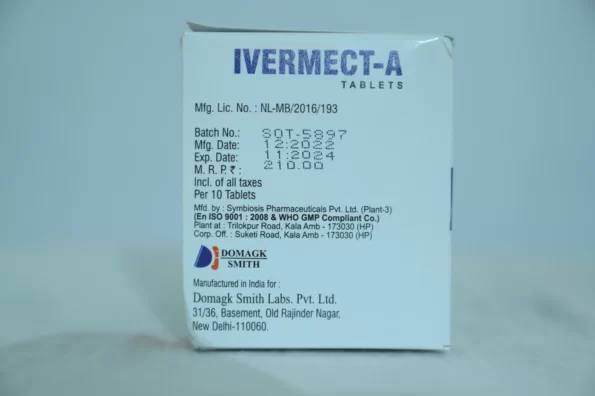 IVERMECT-A
TABLETS
Mfg. Lic. No. : NL-MB/2016/193
Batch No.: SOT-5897
Mfg. Date: 12:2022
Exp. Date: 11:2024
M. R. P. ₹ : 210.00
Incl. of all taxes
Per 10 Tablets
Mfd. by : Symbiosis Pharmaceuticals Pvt. Ltd. (Plant-3)
(En ISO 9001 : 2008 & WHO GMP Compliant Co.)
Plant at : Trilokpur Road, Kala Amb - 173030 (HP)
Corp. Off. : Suketi Road, Kala Amb - 173030 (HP)
DOMAGK
SMITH
Manufactured in India for :
Domagk Smith Labs. Pvt. Ltd.
31/36, Basement, Old Rajinder Nagar,
New Delhi-110060.